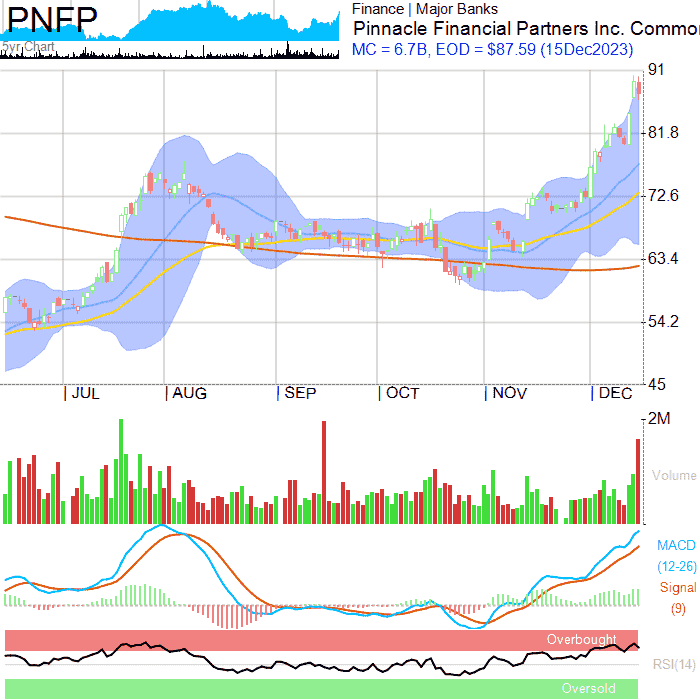 PNFP
5yr Chart
Finance | Major Banks
Pinnacle Financial Partners Inc. Commo
MC = 6.7B, EOD = $87.59 (15Dec2023)
91
81.8
72.6
63.4
54.2
45
| JUL | AUG | SEP | OCT | NOV | DEC
2M
Volume
MACD
(12-26)
Signal
(9)
Overbought
RSI(14)
Oversold